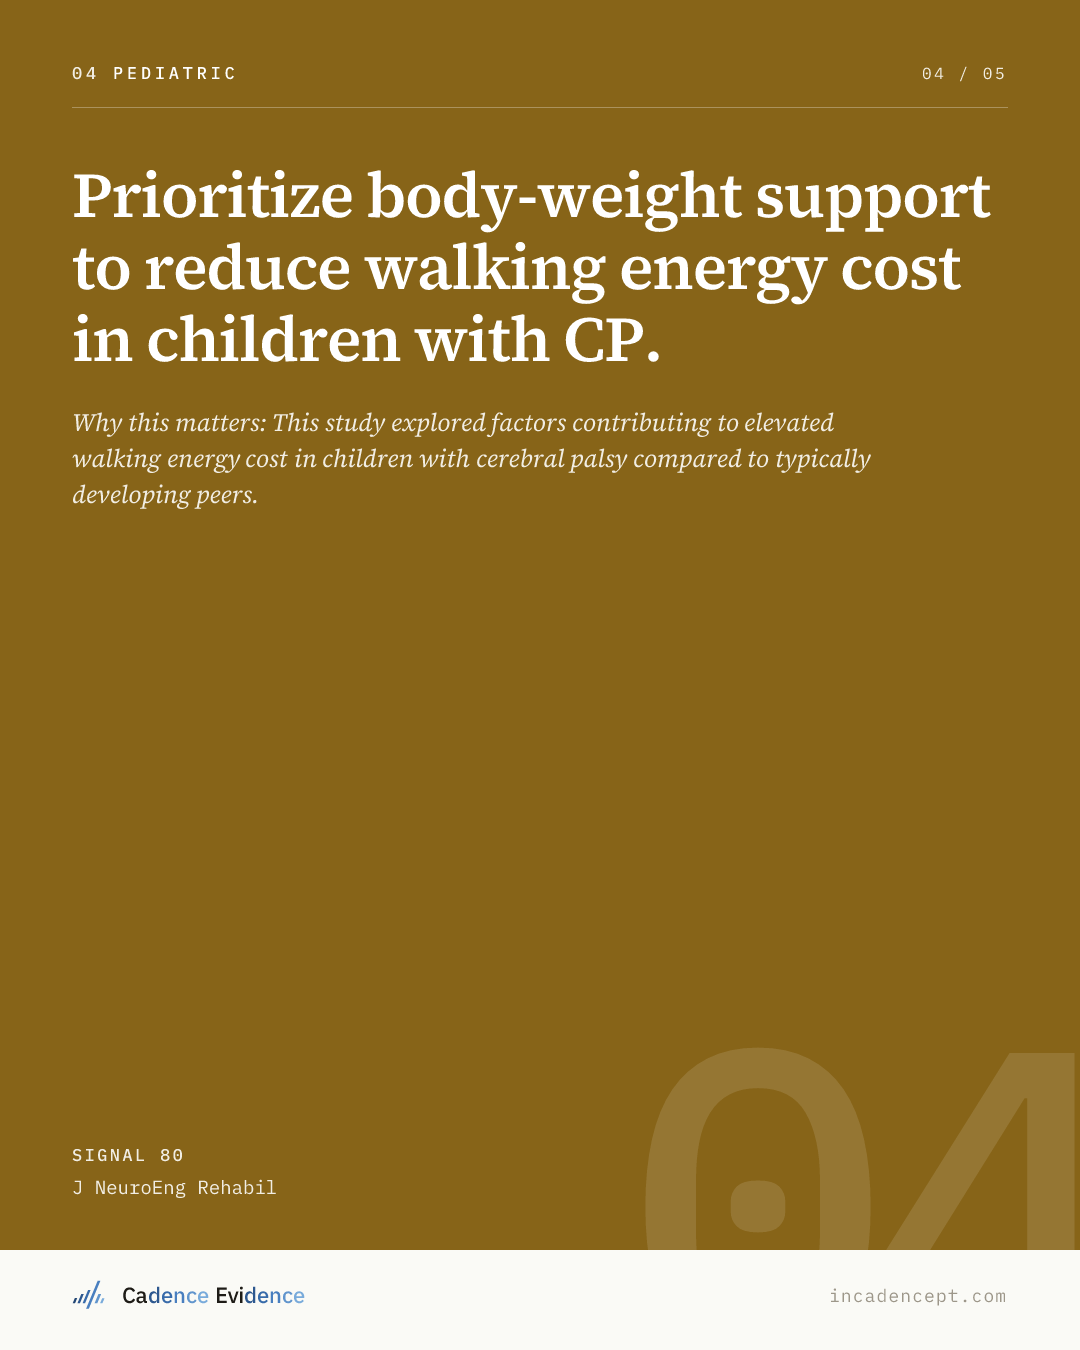 04 PEDIATRIC
04 / 05
Prioritize body-weight support
to reduce walking energy cost
in children with CP.
Why this matters: This study explored factors contributing to elevated
walking energy cost in children with cerebral palsy compared to typically
developing peers.
04
SIGNAL 80
J NeuroEng Rehabil
Cadence Evidence
incadencept.com